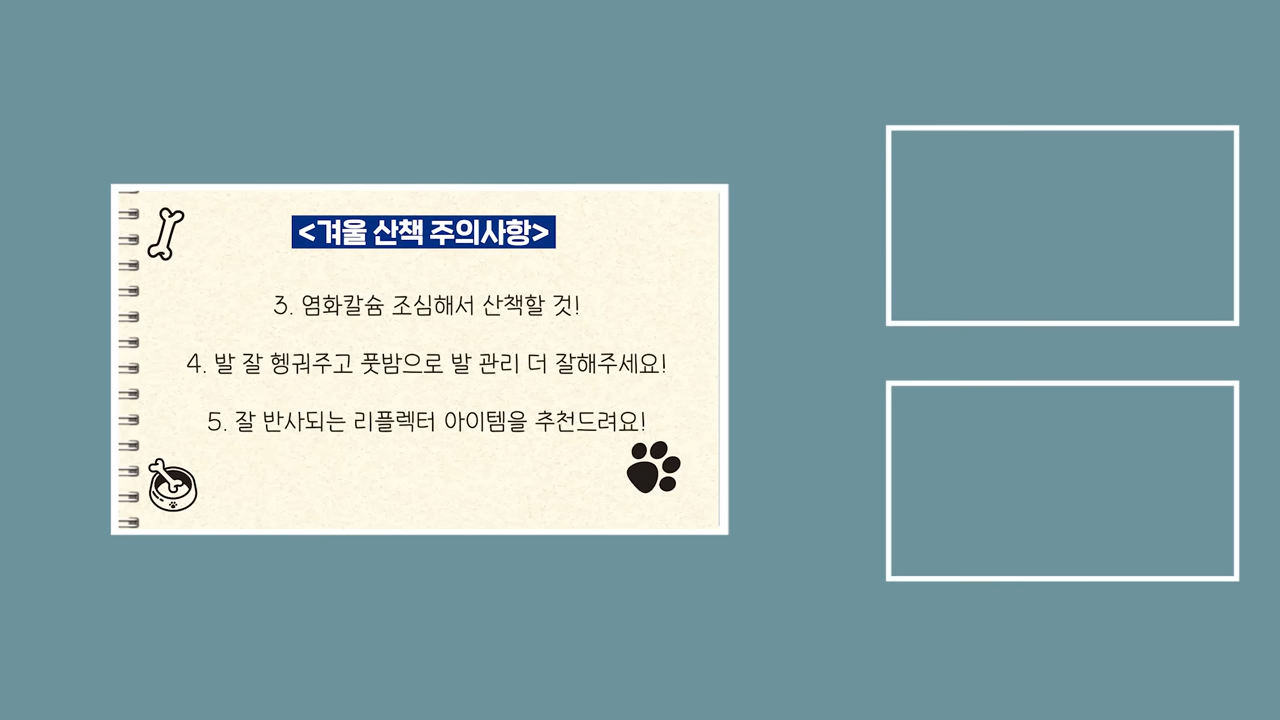 <겨울 산책 주의사항>
3. 염화칼슘 조심해서 산책할 것!
4. 발 잘 헹궈주고 풋밤으로 발 관리 더 잘해주세요!
5. 잘 반사되는 리플렉터 아이템을 추천드려요!